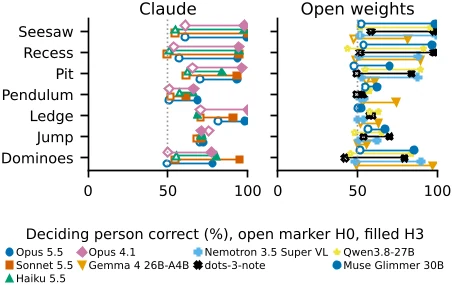 Claude Open weights
Seesaw
Recess
Pit
Pendulum
Ledge
Jump
Dominoes
0 50 100 0 50 100
Deciding person correct (%), open marker H0, filled H3
Opus 5.5 Opus 4.1 Nemotron 3.5 Super VL Qwen3.8-27B
Sonnet 5.5 Gemma 4 26B-A4B dots-3-note Muse Glimmer 30B
Haiku 5.5